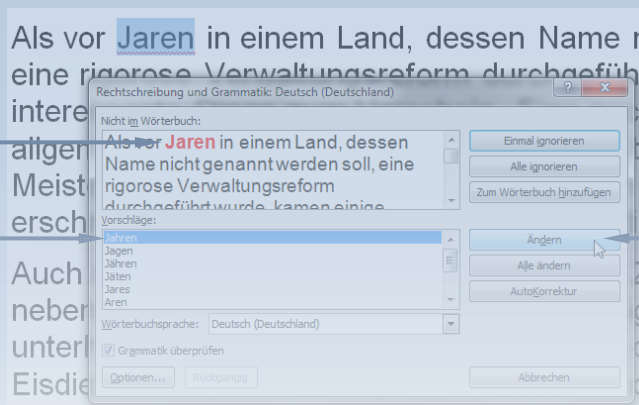 Als vor Jaren in einem Land, dessen Name
eine rigorose Verwaltungsreform durchgefüh
intere
allgem
Meist
ersch
Auch
neber
unterl
Eisdie
Rechtschreibung und Grammatik: Deutsch (Deutschland)
Nicht im Wörterbuch:
Als vor Jaren in einem Land, dessen
Name nicht genannt werden soll, eine
rigorose Verwaltungsreform
durchgeführt wurde, kamen einige
Einmal ignorieren
Alle ignorieren
Zum Wörterbuch hinzufügen
Vorschläge:
Jahren
Jagen
Jähren
Jäten
Jares
Aren
Ändern
Alle ändern
AutoKorrektur
Wörterbuchsprache: Deutsch (Deutschland)
Grammatik überprüfen
Optionen... Rückgängig Abbrechen